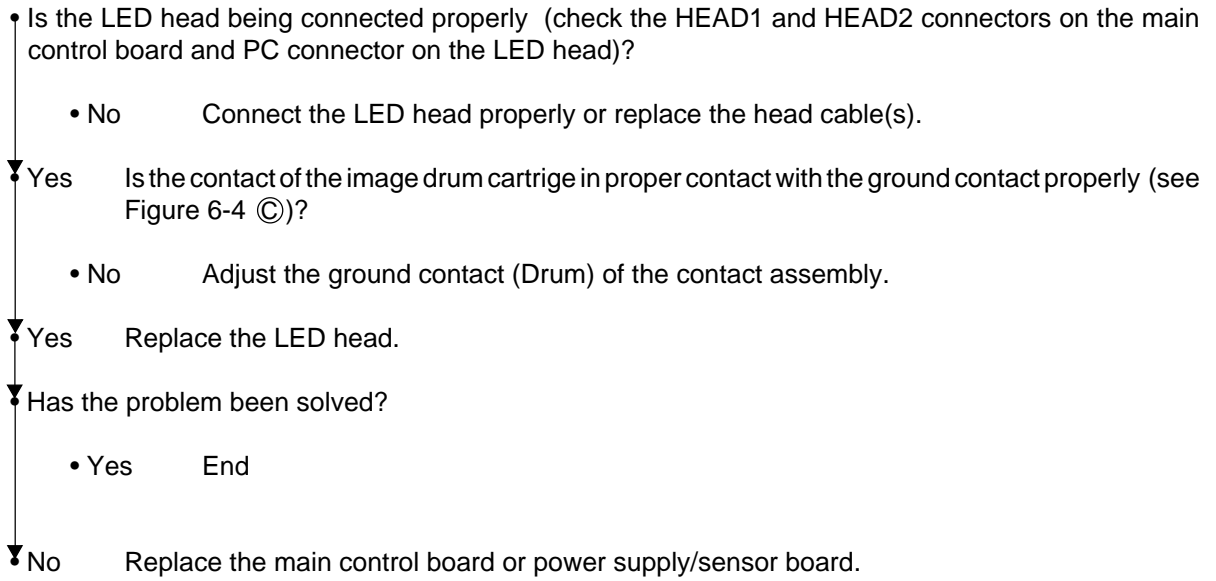 • Is the LED head being connected properly (check the HEAD1 and HEAD2 connectors on the main
control board and PC connector on the LED head)?
• No Connect the LED head properly or replace the head cable(s).
• Yes Is the contact of the image drum cartrige in proper contact with the ground contact properly (see
Figure 6-4 Ⓒ)?
• No Adjust the ground contact (Drum) of the contact assembly.
• Yes Replace the LED head.
• Has the problem been solved?
• Yes End
• No Replace the main control board or power supply/sensor board.